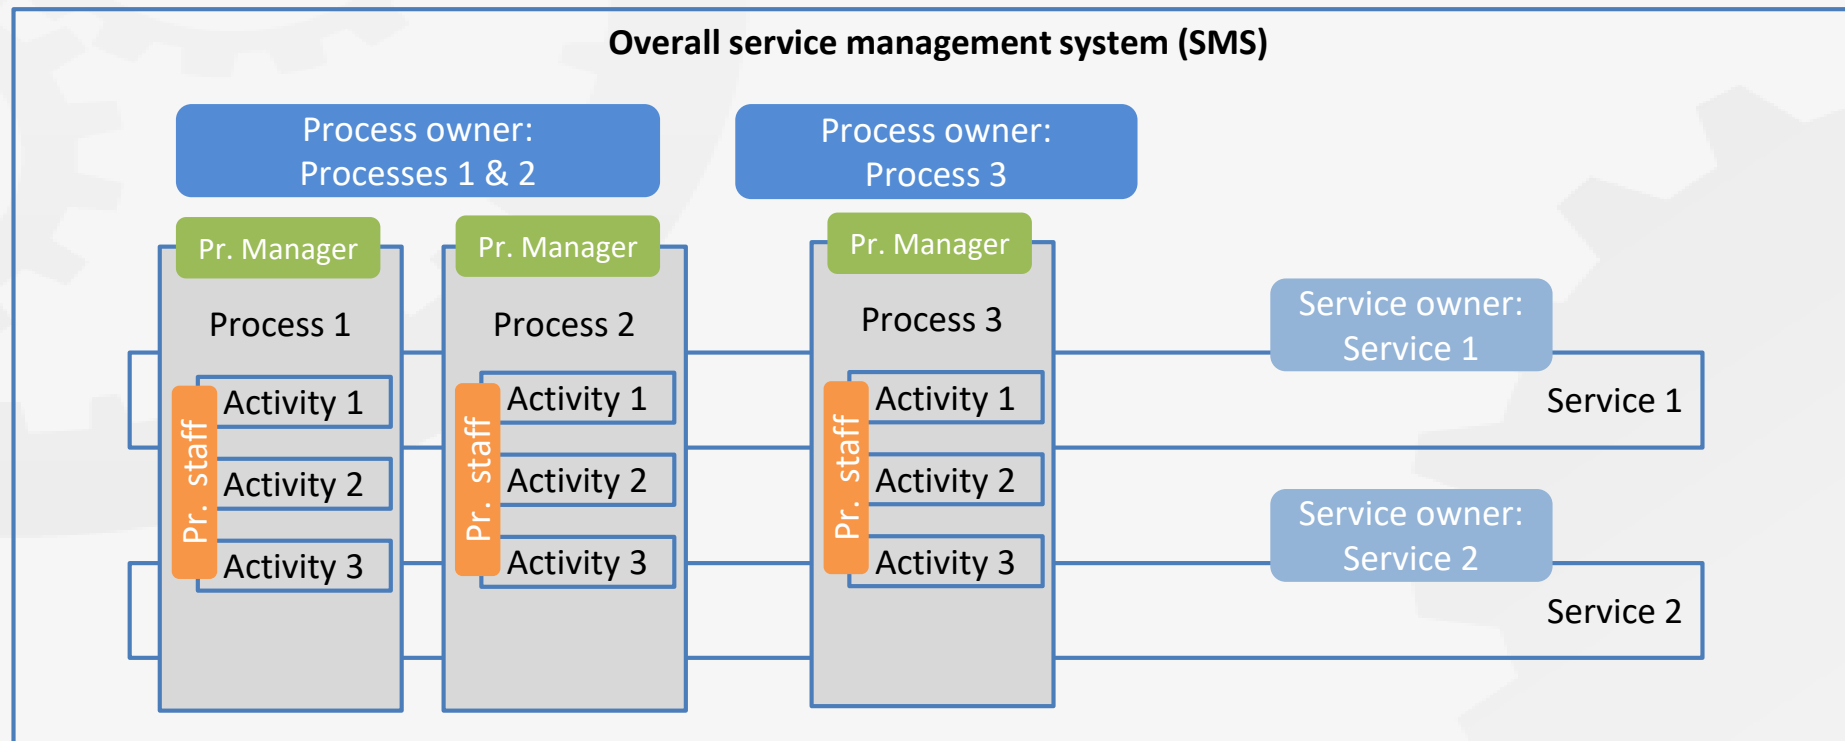 Overall service management system (SMS)
Process owner:
Processes 1 & 2
Process owner:
Process 3
Pr. Manager
Pr. Manager
Pr. Manager
Process 1
Process 2
Process 3
Service owner:
Service 1
Pr. staff
Activity 1
Activity 2
Activity 3
Pr. staff
Activity 1
Activity 2
Activity 3
Pr. staff
Activity 1
Activity 2
Activity 3
Service 1
Service owner:
Service 2
Service 2